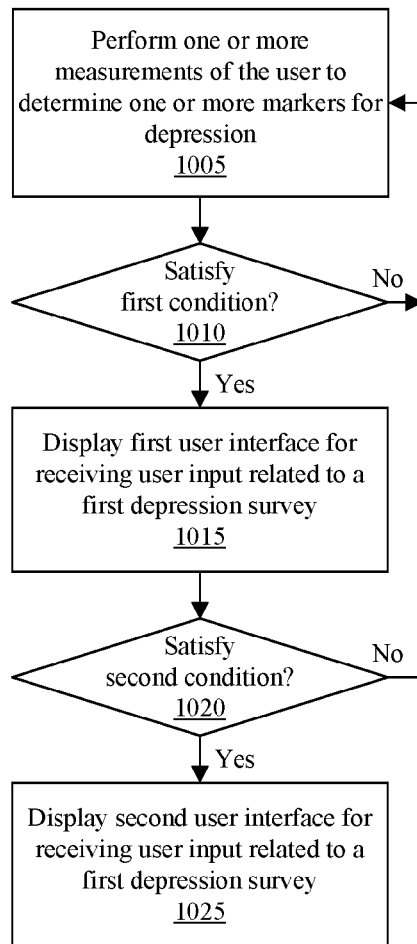 Perform one or more
measurements of the user to
determine one or more markers for
depression
1005
Satisfy
first condition?
1010
No
Yes
Display first user interface for
receiving user input related to a
first depression survey
1015
Satisfy
second condition?
1020
No
Yes
Display second user interface for
receiving user input related to a
first depression survey
1025